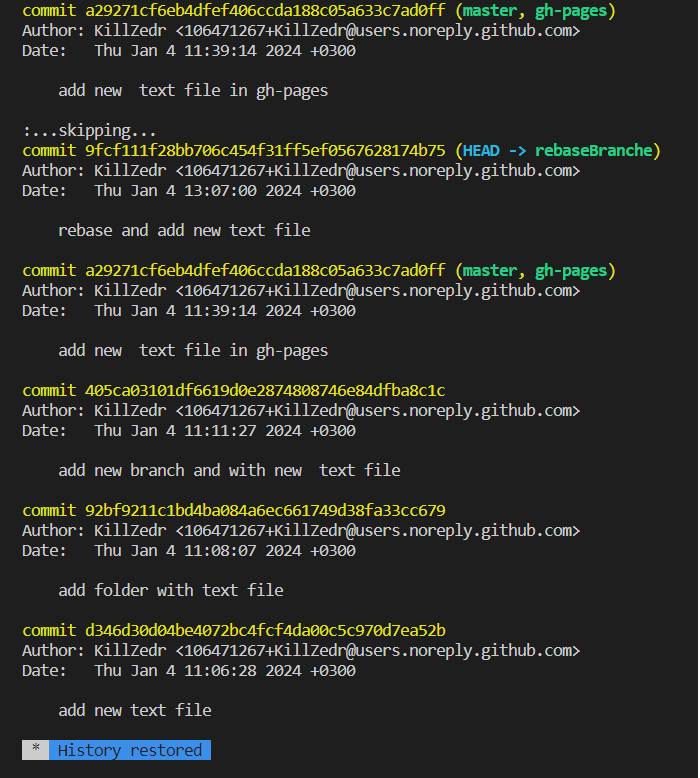 commit a29271cf6eb4dfef406ccda188c05a633c7ad0ff (master, gh-pages)
Author: KillZedr <106471267+KillZedr@users.noreply.github.com>
Date:   Thu Jan 4 11:39:14 2024 +0300
add new  text file in gh-pages
:...skipping...
commit 9fcf111f28bb706c454f31ff5ef0567628174b75 (HEAD -> rebaseBranche)
Author: KillZedr <106471267+KillZedr@users.noreply.github.com>
Date:   Thu Jan 4 13:07:00 2024 +0300
rebase and add new text file
commit a29271cf6eb4dfef406ccda188c05a633c7ad0ff (master, gh-pages)
Author: KillZedr <106471267+KillZedr@users.noreply.github.com>
Date:   Thu Jan 4 11:39:14 2024 +0300
add new  text file in gh-pages
commit 405ca03101df6619d0e2874808746e84dfba8c1c
Author: KillZedr <106471267+KillZedr@users.noreply.github.com>
Date:   Thu Jan 4 11:11:27 2024 +0300
add new branch and with new  text file
commit 92bf9211c1bd4ba084a6ec661749d38fa33cc679
Author: KillZedr <106471267+KillZedr@users.noreply.github.com>
Date:   Thu Jan 4 11:08:07 2024 +0300
add folder with text file
commit d346d30d04be4072bc4fcf4da00c5c970d7ea52b
Author: KillZedr <106471267+KillZedr@users.noreply.github.com>
Date:   Thu Jan 4 11:06:28 2024 +0300
add new text file
* History restored